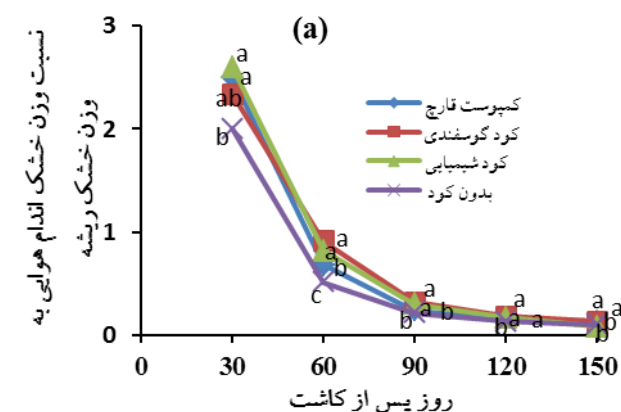 (a)
نسبت وزن خشک اندام هوایی به
وزن خشک ریشه
3
2
1
0
کمپوست قارچ
کود گوسفندی
کود شیمیایی
بدون کود
a
a
ab
b
a
a
b
c
a
a
b
b
a
a
a
b
a
a
b
b
0 30 60 90 120 150
روز پس از کاشت